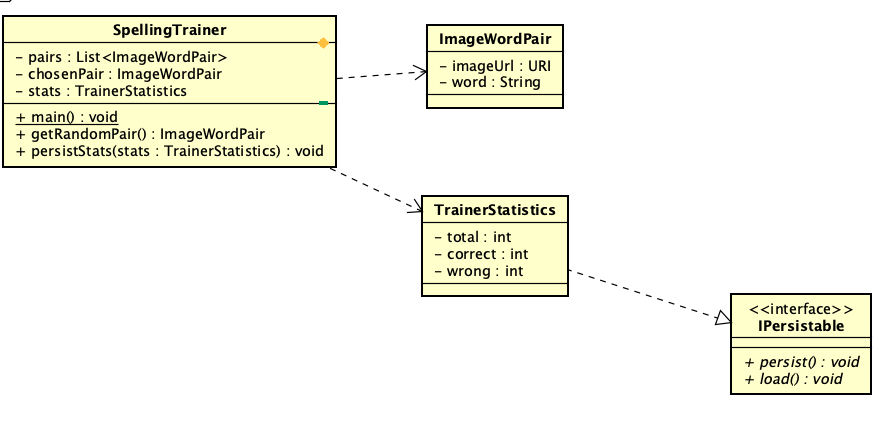 SpellingTrainer
- pairs : List<ImageWordPair>
- chosenPair : ImageWordPair
- stats : TrainerStatistics
+ main() : void
+ getRandomPair() : ImageWordPair
+ persistStats(stats : TrainerStatistics) : void
ImageWordPair
- imageUrl : URI
- word : String
TrainerStatistics
- total : int
- correct : int
- wrong : int
<<interface>>
IPersistable
+ persist() : void
+ load() : void